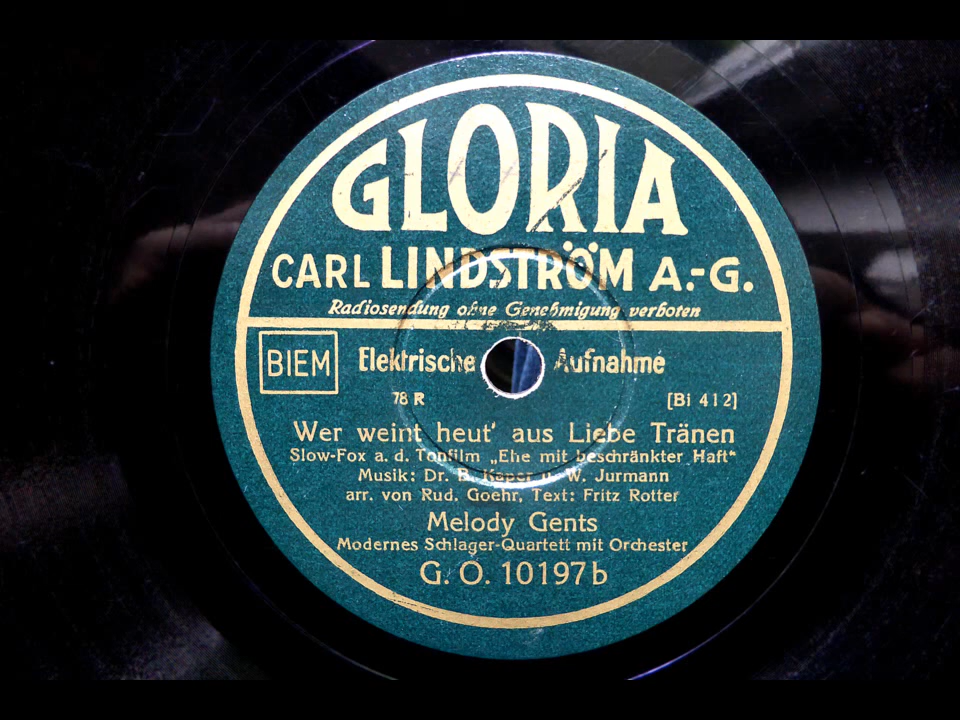 GLORIA
CARL LINDSTRÖM A.-G.
Radiosendung ohne Genehmigung verboten
BIEM Elektrische Aufnahme
78 R [Bi 412]
Wer weint heut' aus Liebe Tränen
Slow-Fox a. d. Tonfilm „Ehe mit beschränkter Haft“
Musik: Dr. B. Kaper u. W. Jurmann
arr. von Rud. Goehr, Text: Fritz Rotter
Melody Gents
Modernes Schlager-Quartett mit Orchester
G. O. 10197b